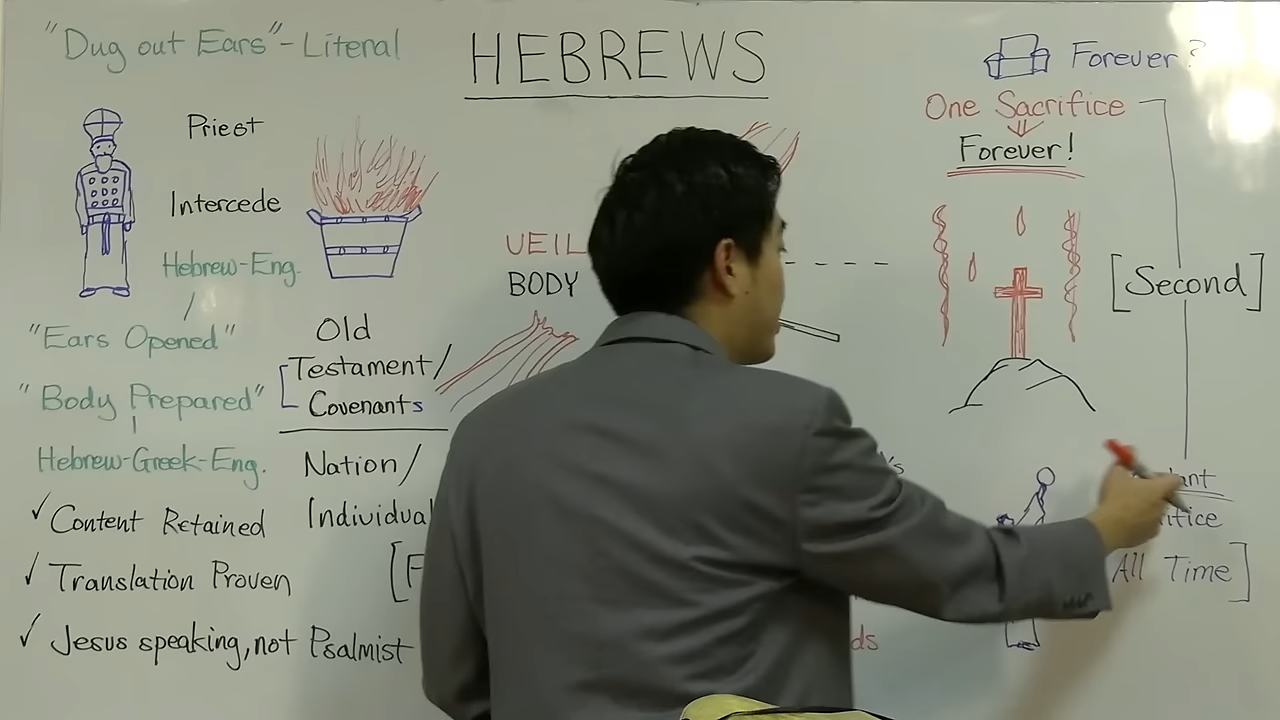 "Dug out Ears"-Literal
HEBREWS
Forever?
One Sacrifice
Forever!
Priest
Intercede
Hebrew-Eng.
"Ears Opened"
"Body Prepared"
Hebrew-Greek-Eng.
✓ Content Retained
✓ Translation Proven
✓ Jesus speaking, not Psalmist
Old
Testament/
Covenants
Nation/
Individual
[F
VEIL
BODY
[Second]
All Time]